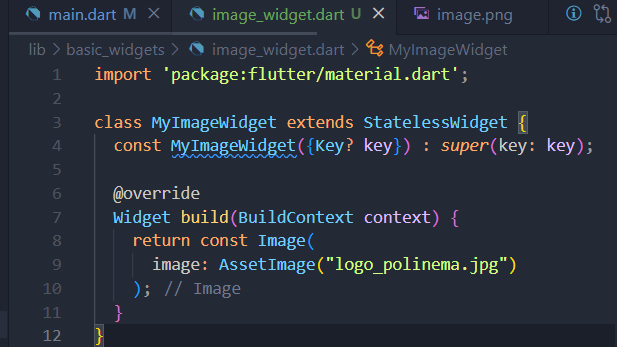 main.dart M image_widget.dart U image.png
lib > basic_widgets > image_widget.dart > MyImageWidget
1 import 'package:flutter/material.dart';
2
3 class MyImageWidget extends StatelessWidget {
4 const MyImageWidget({Key? key}) : super(key: key);
5
6 @override
7 Widget build(BuildContext context) {
8 return const Image(
9 image: AssetImage("logo_polinema.jpg")
10 ); // Image
11 }
12 }